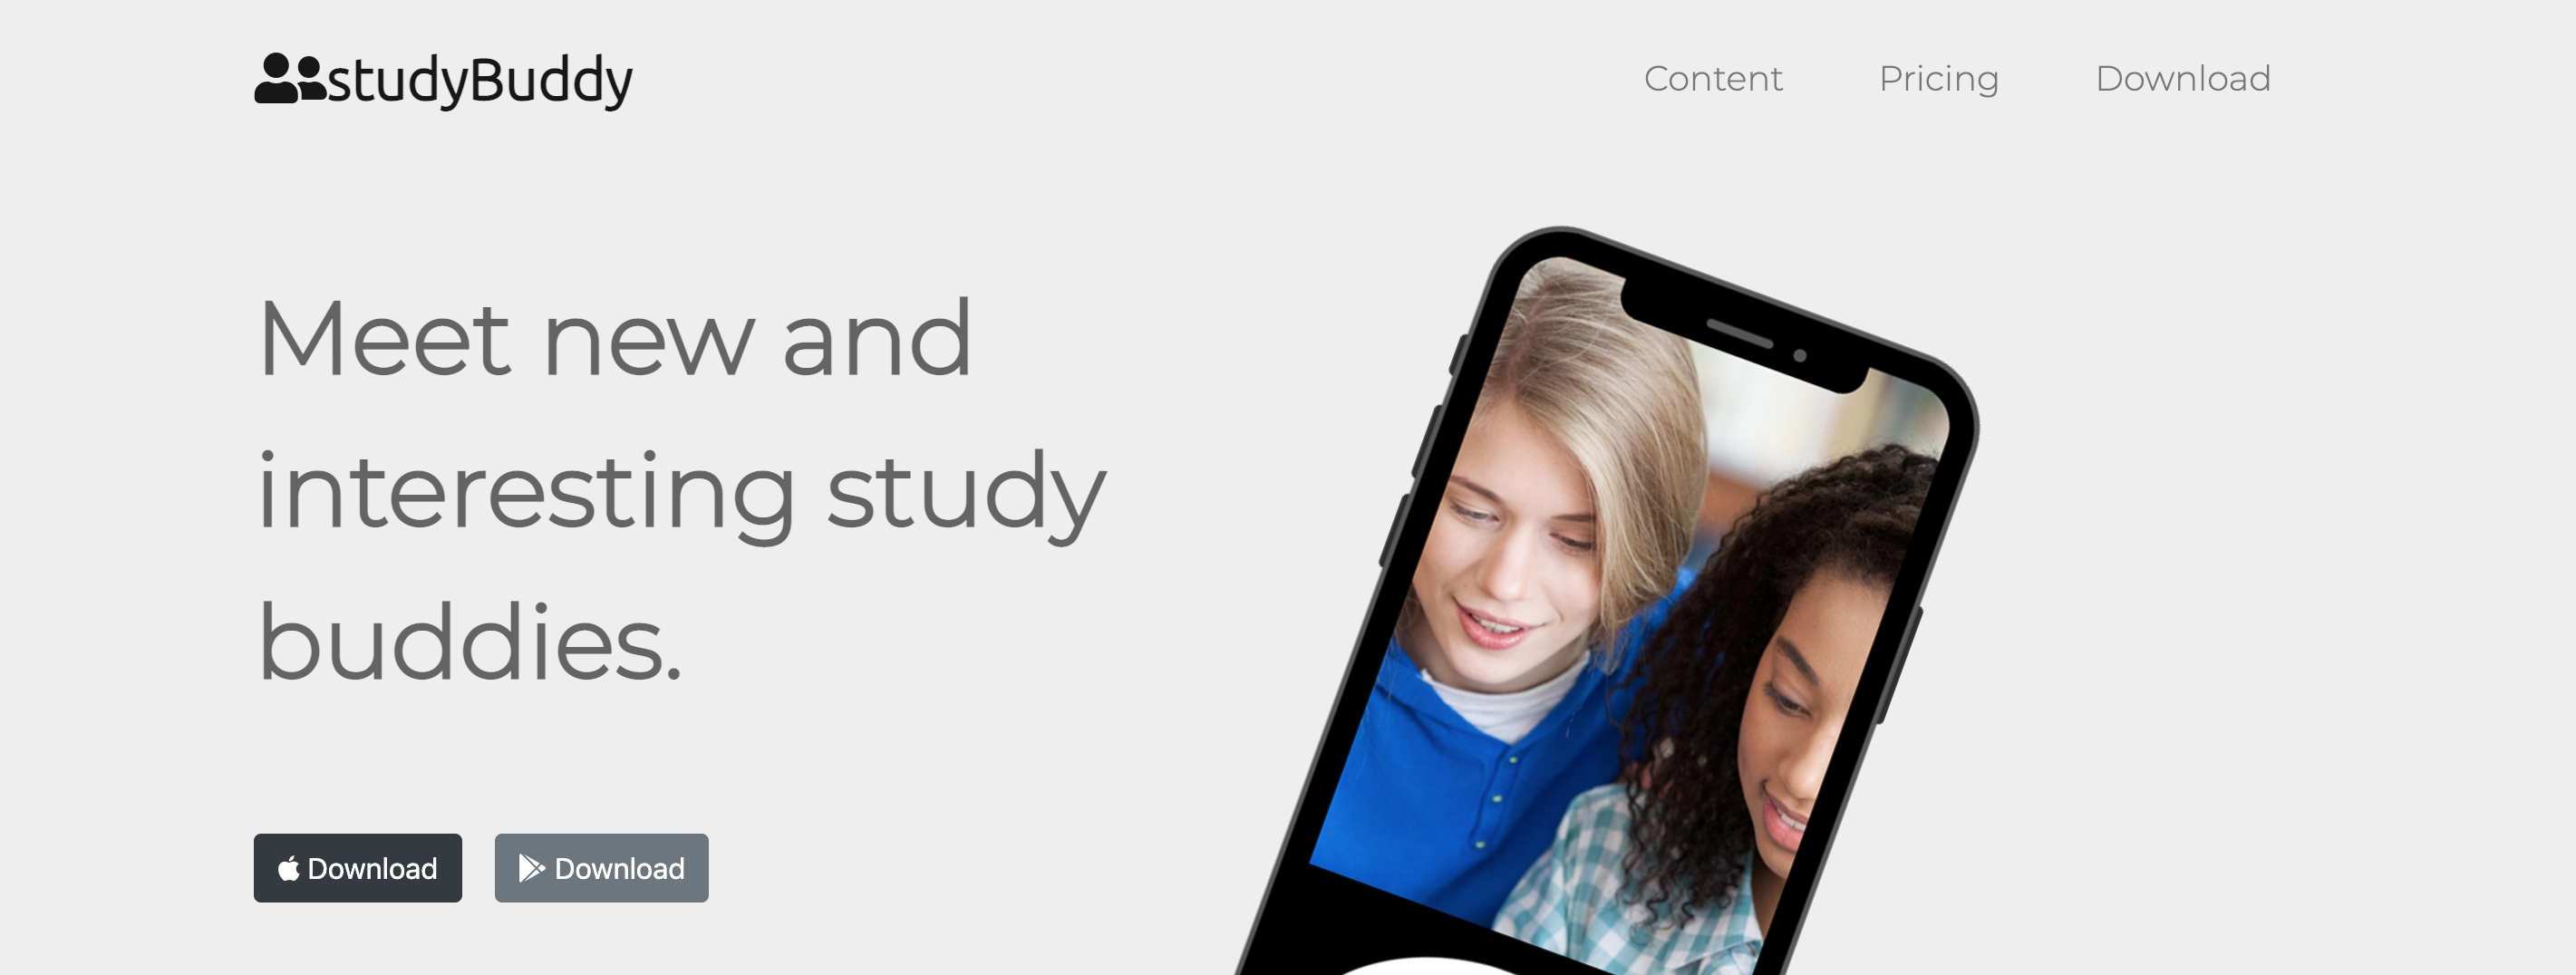 studyBuddy
Content
Pricing
Download
Meet new and
interesting study
buddies.
Download
Download